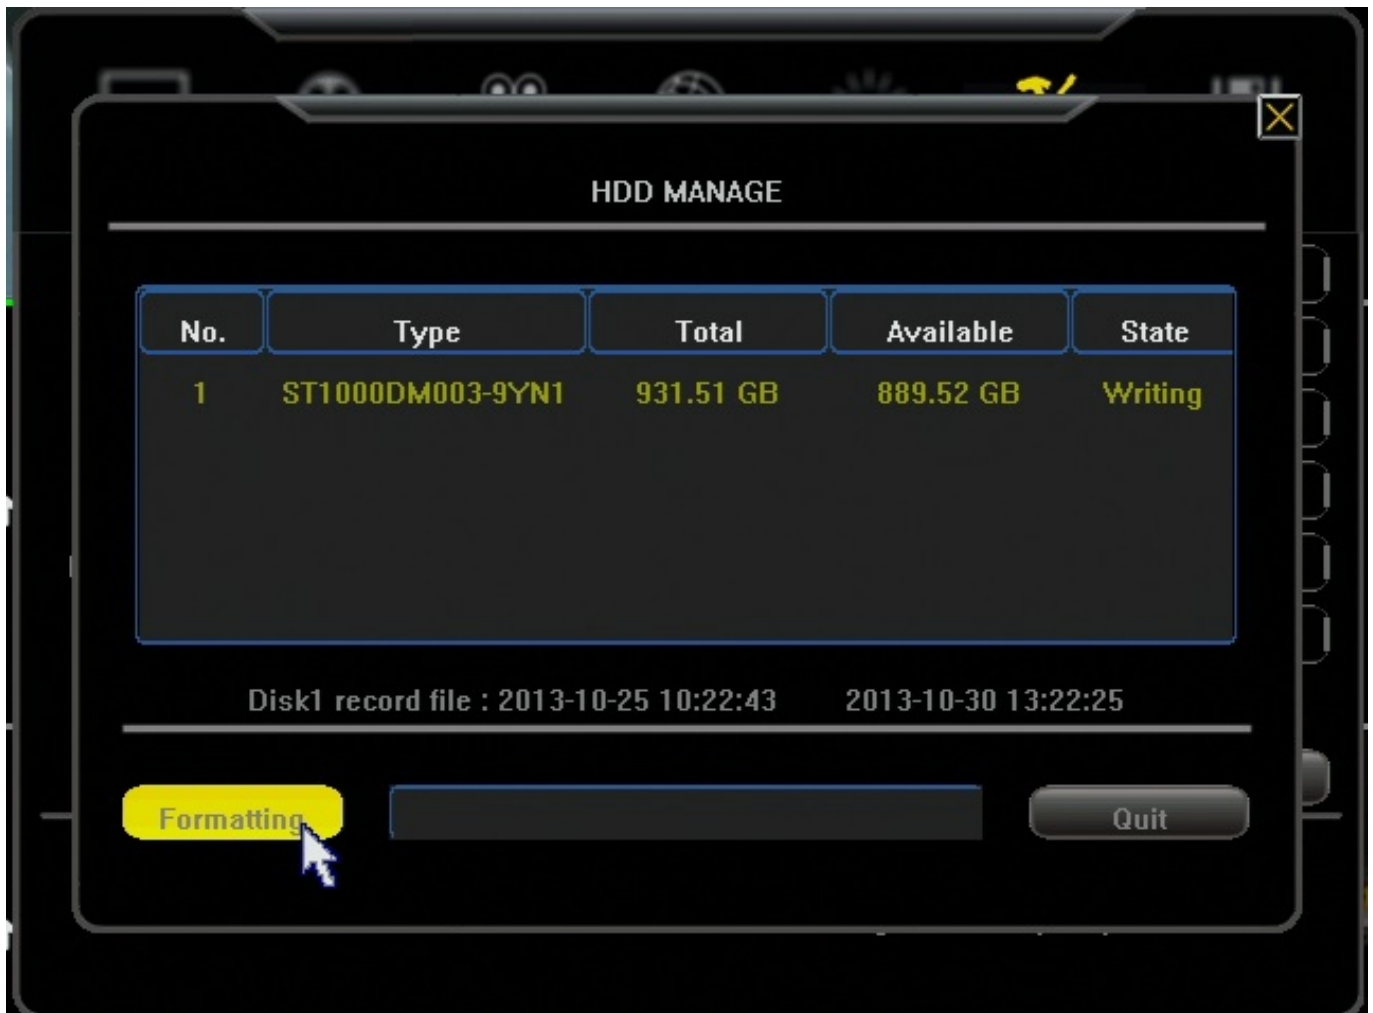 HDD MANAGE
No. Type Total Available State
1 ST1000DM003-9YN1 931.51 GB 889.52 GB Writing
Disk1 record file : 2013-10-25 10:22:43 2013-10-30 13:22:25
Formatting Quit